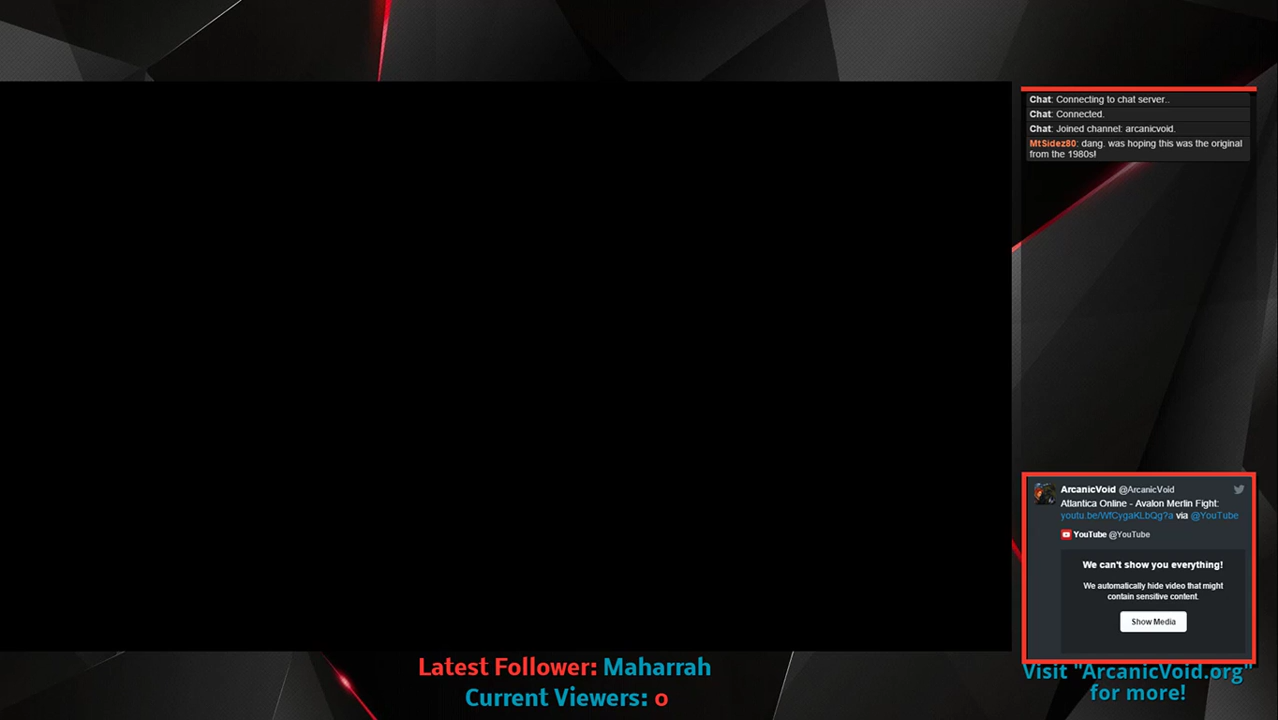 Chat: Connecting to chat server..
Chat: Connected.
Chat: Joined channel: arcanicvoid.
MtSidez80: dang. was hoping this was the original
from the 1980s!
ArcanicVoid @ArcanicVoid
Atlantica Online - Avalon Merlin Fight:
youtu.be/WfCygaKLbQg?a via @YouTube
YouTube @YouTube
We can't show you everything!
We automatically hide video that might
contain sensitive content.
Show Media
Visit "ArcanicVoid.org"
for more!
Latest Follower: Maharrah
Current Viewers: 0